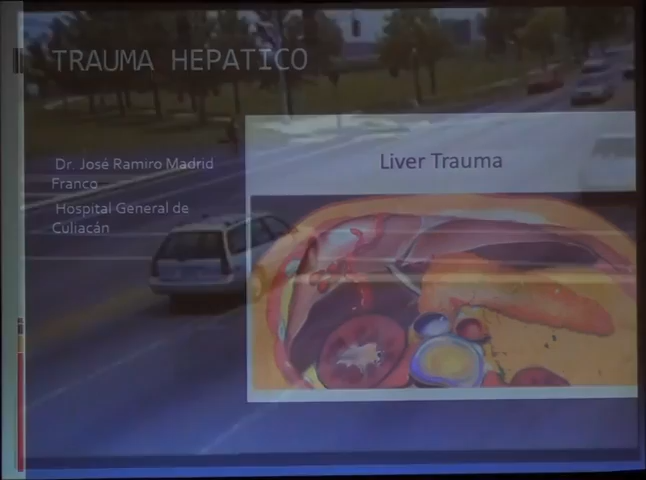 TRAUMA HEPATICO
Dr. José Ramiro Madrid
Franco
Hospital General de
Culiacán
Liver Trauma